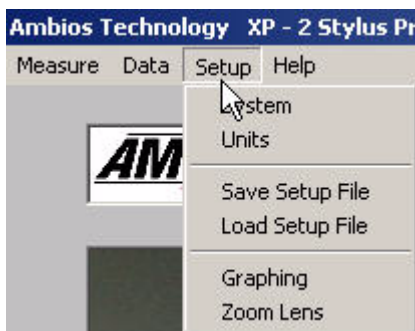 Ambios Technology XP - 2 Stylus Pr
Measure Data Setup Help
System
Units
AM
Save Setup File
Load Setup File
Graphing
Zoom Lens